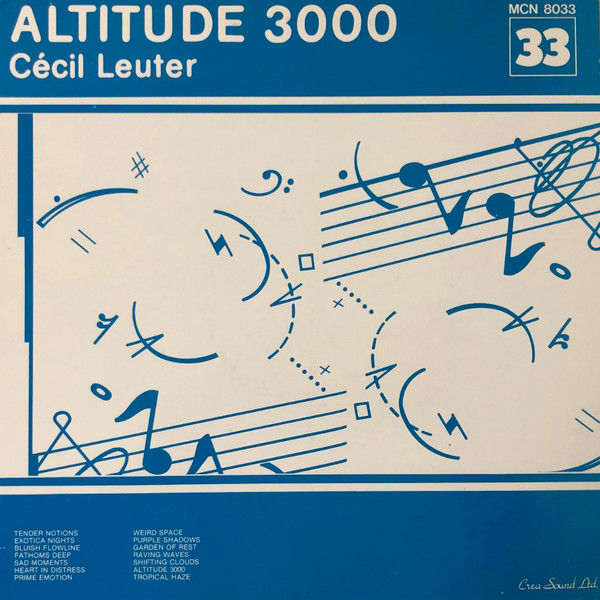 ALTITUDE 3000
Cécil Leuter
MCN 8033
33
TENDER NOTIONS
EXOTICA NIGHTS
BLUISH FLOWLINE
FATHOMS DEEP
SAD MOMENTS
HEART IN DISTRESS
PRIME EMOTION
WEIRD SPACE
PURPLE SHADOWS
GARDEN OF REST
RAVING WAVES
SHIFTING CLOUDS
ALTITUDE 3000
TROPICAL HAZE
Crea Sound Ltd.